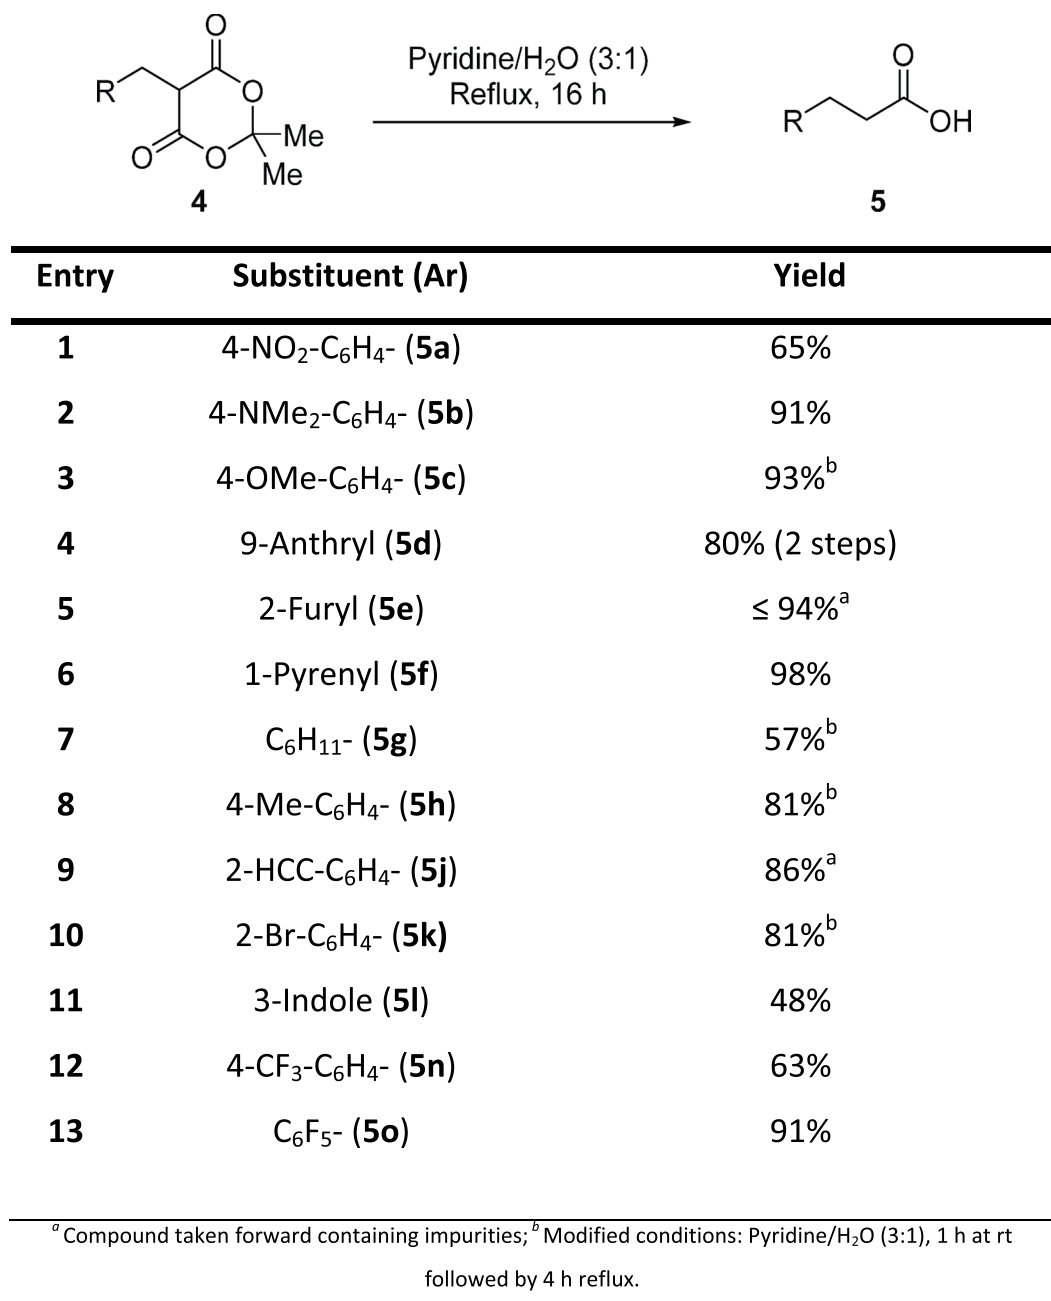 O
O
O
O
R
Me
Me
4
Pyridine/H₂O (3:1)
Reflux, 16 h
O
R
OH
5
Entry Substituent (Ar) Yield
1 4-NO₂-C₆H₄- (5a) 65%
2 4-NMe₂-C₆H₄- (5b) 91%
3 4-OMe-C₆H₄- (5c) 93%ᵇ
4 9-Anthryl (5d) 80% (2 steps)
5 2-Furyl (5e) ≤ 94%ᵃ
6 1-Pyrenyl (5f) 98%
7 C₆H₁₁- (5g) 57%ᵇ
8 4-Me-C₆H₄- (5h) 81%ᵇ
9 2-HCC-C₆H₄- (5j) 86%ᵃ
10 2-Br-C₆H₄- (5k) 81%ᵇ
11 3-Indole (5l) 48%
12 4-CF₃-C₆H₄- (5n) 63%
13 C₆F₅- (5o) 91%
ᵃ Compound taken forward containing impurities; ᵇ Modified conditions: Pyridine/H₂O (3:1), 1 h at rt
followed by 4 h reflux.